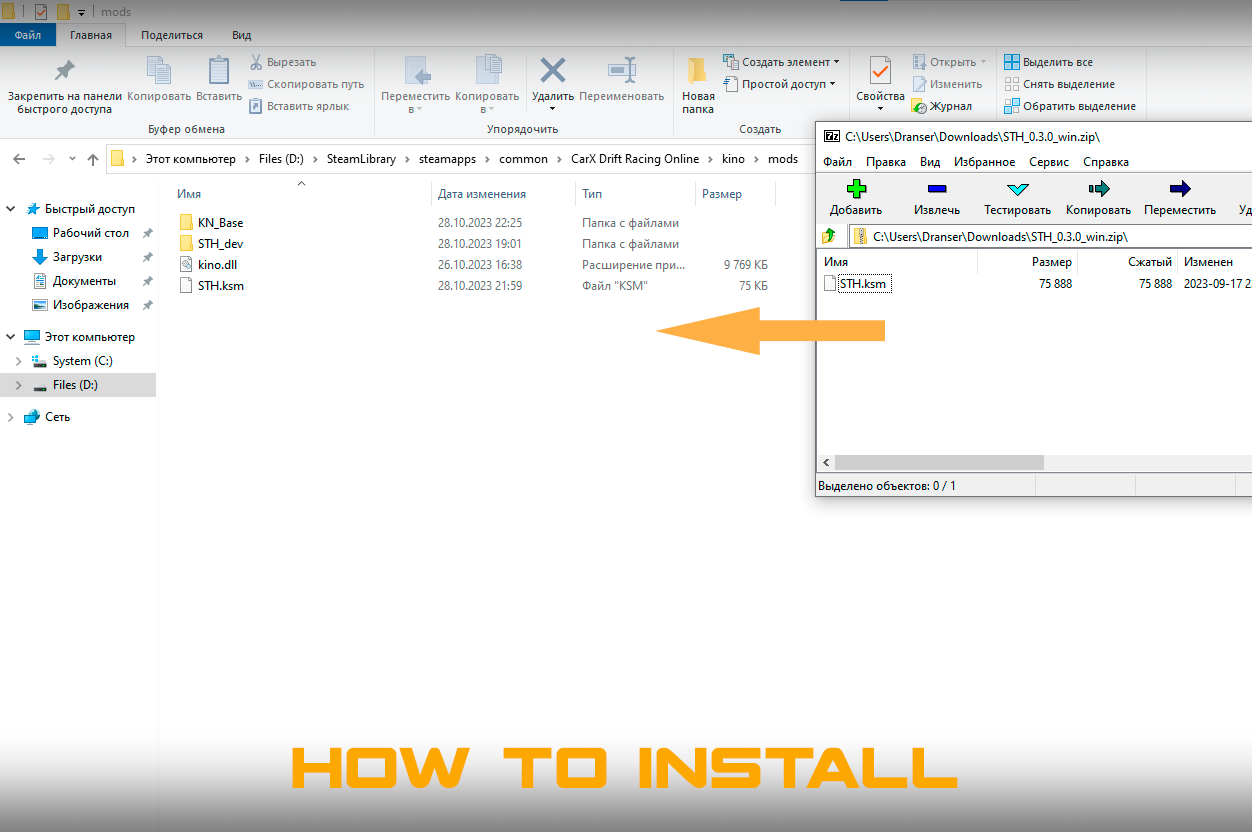 mods
Файл Главная Поделиться Вид
Закрепить на панели быстрого доступа
Копировать
Вставить
Вырезать
Скопировать путь
Вставить ярлык
Буфер обмена
Переместить в
Копировать в
Удалить
Переименовать
Упорядочить
Новая папка
Создать элемент
Простой доступ
Создать
Свойства
Открыть
Изменить
Журнал
Выделить все
Снять выделение
Обратить выделение
Этот компьютер > Files (D:) > SteamLibrary > steamapps > common > CarX Drift Racing Online > kino > mods
Быстрый доступ
Рабочий стол
Загрузки
Документы
Изображения
Этот компьютер
System (C:)
Files (D:)
Сеть
Имя Дата изменения Тип Размер
KN_Base 28.10.2023 22:25 Папка с файлами
STH_dev 28.10.2023 19:01 Папка с файлами
kino.dll 26.10.2023 16:38 Расширение при... 9 769 КБ
STH.ksm 28.10.2023 21:59 Файл "KSM" 75 КБ
7z C:\Users\Dranser\Downloads\STH_0.3.0_win.zip\
Файл Правка Вид Избранное Сервис Справка
Добавить Извлечь Тестировать Копировать Переместить
C:\Users\Dranser\Downloads\STH_0.3.0_win.zip\
Имя Размер Сжатый Изменен
STH.ksm 75 888 75 888 2023-09-17
Выделено объектов: 0 / 1
HOW TO INSTALL